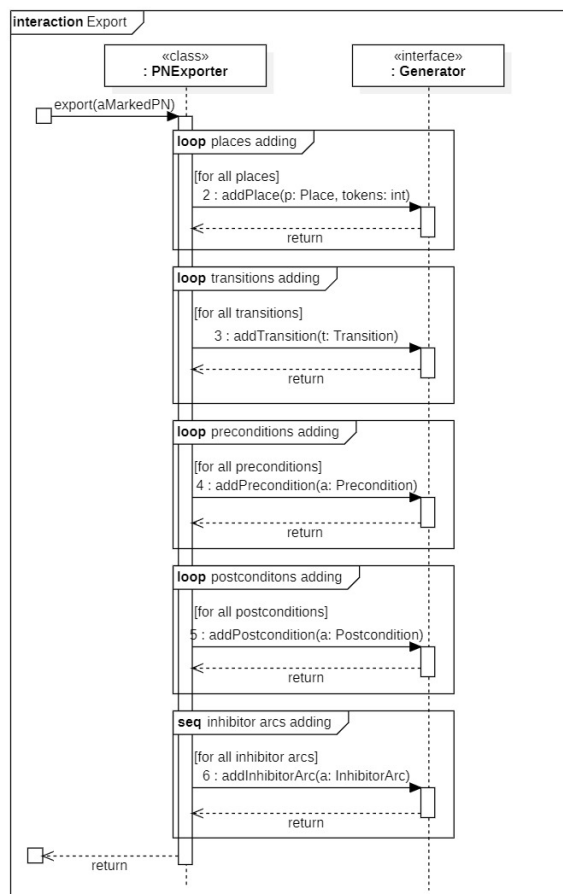 interaction Export
«class»
: PNExporter
«interface»
: Generator
export(aMarkedPN)
loop places adding
[for all places]
2 : addPlace(p: Place, tokens: int)
return
loop transitions adding
[for all transitions]
3 : addTransition(t: Transition)
return
loop preconditions adding
[for all preconditions]
4 : addPrecondition(a: Precondition)
return
loop postconditons adding
[for all postconditions]
5 : addPostcondition(a: Postcondition)
return
seq inhibitor arcs adding
[for all inhibitor arcs]
6 : addInhibitorArc(a: InhibitorArc)
return
return